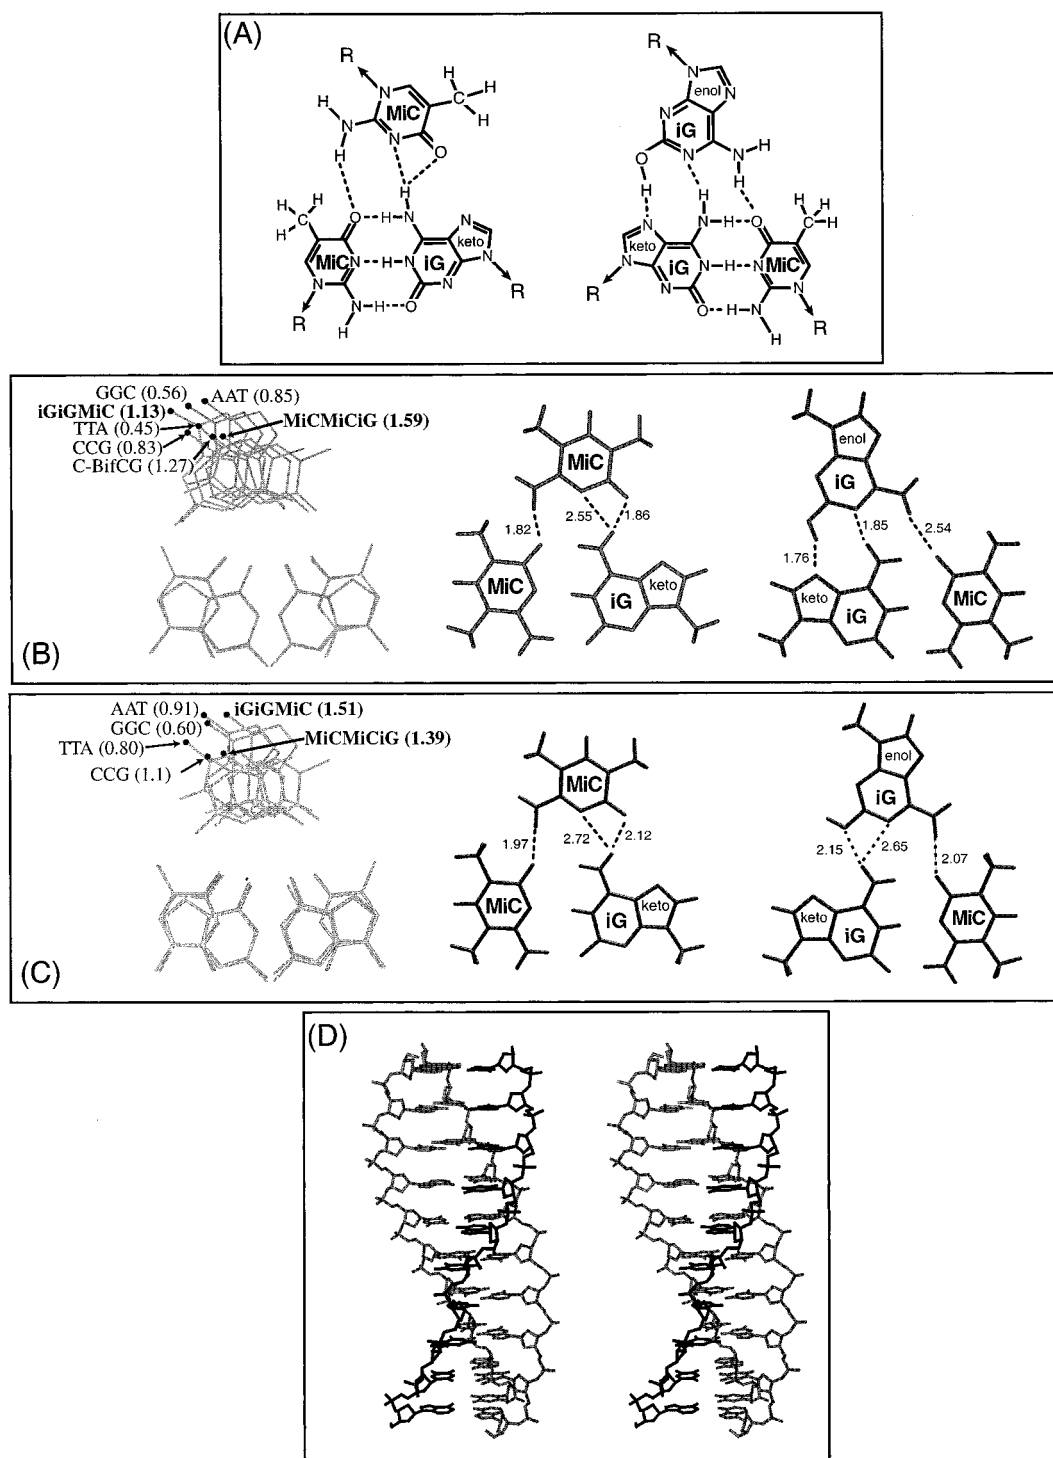 (A)
R
N
MiC
N
H
H
N
H
O
C
H
H
H
H
H
C
H
O
N
H
N
keto
MiC
N
H
N
iG
N
R
N
H
O
N
R
H
R
N
enol
N
N
iG
O
N
N
H
H
H
H
N
N
H
O
C
H
H
H
keto
N
iG
N
H
N
MiC
R
N
O
H
N
H
N
R
GGC (0.56)
AAT (0.85)
iGiGMiC (1.13)
TTA (0.45)
MiCMiCiG (1.59)
CCG (0.83)
C-BifCG (1.27)
MiC
1.82
2.55
1.86
MiC
iG
keto
enol
iG
1.85
2.54
1.76
keto
iG
MiC
(B)
AAT (0.91)
iGiGMiC (1.51)
GGC (0.60)
TTA (0.80)
MiCMiCiG (1.39)
CCG (1.1)
MiC
1.97
2.72
2.12
MiC
iG
keto
enol
iG
2.15
2.65
2.07
keto
iG
MiC
(C)
(D)